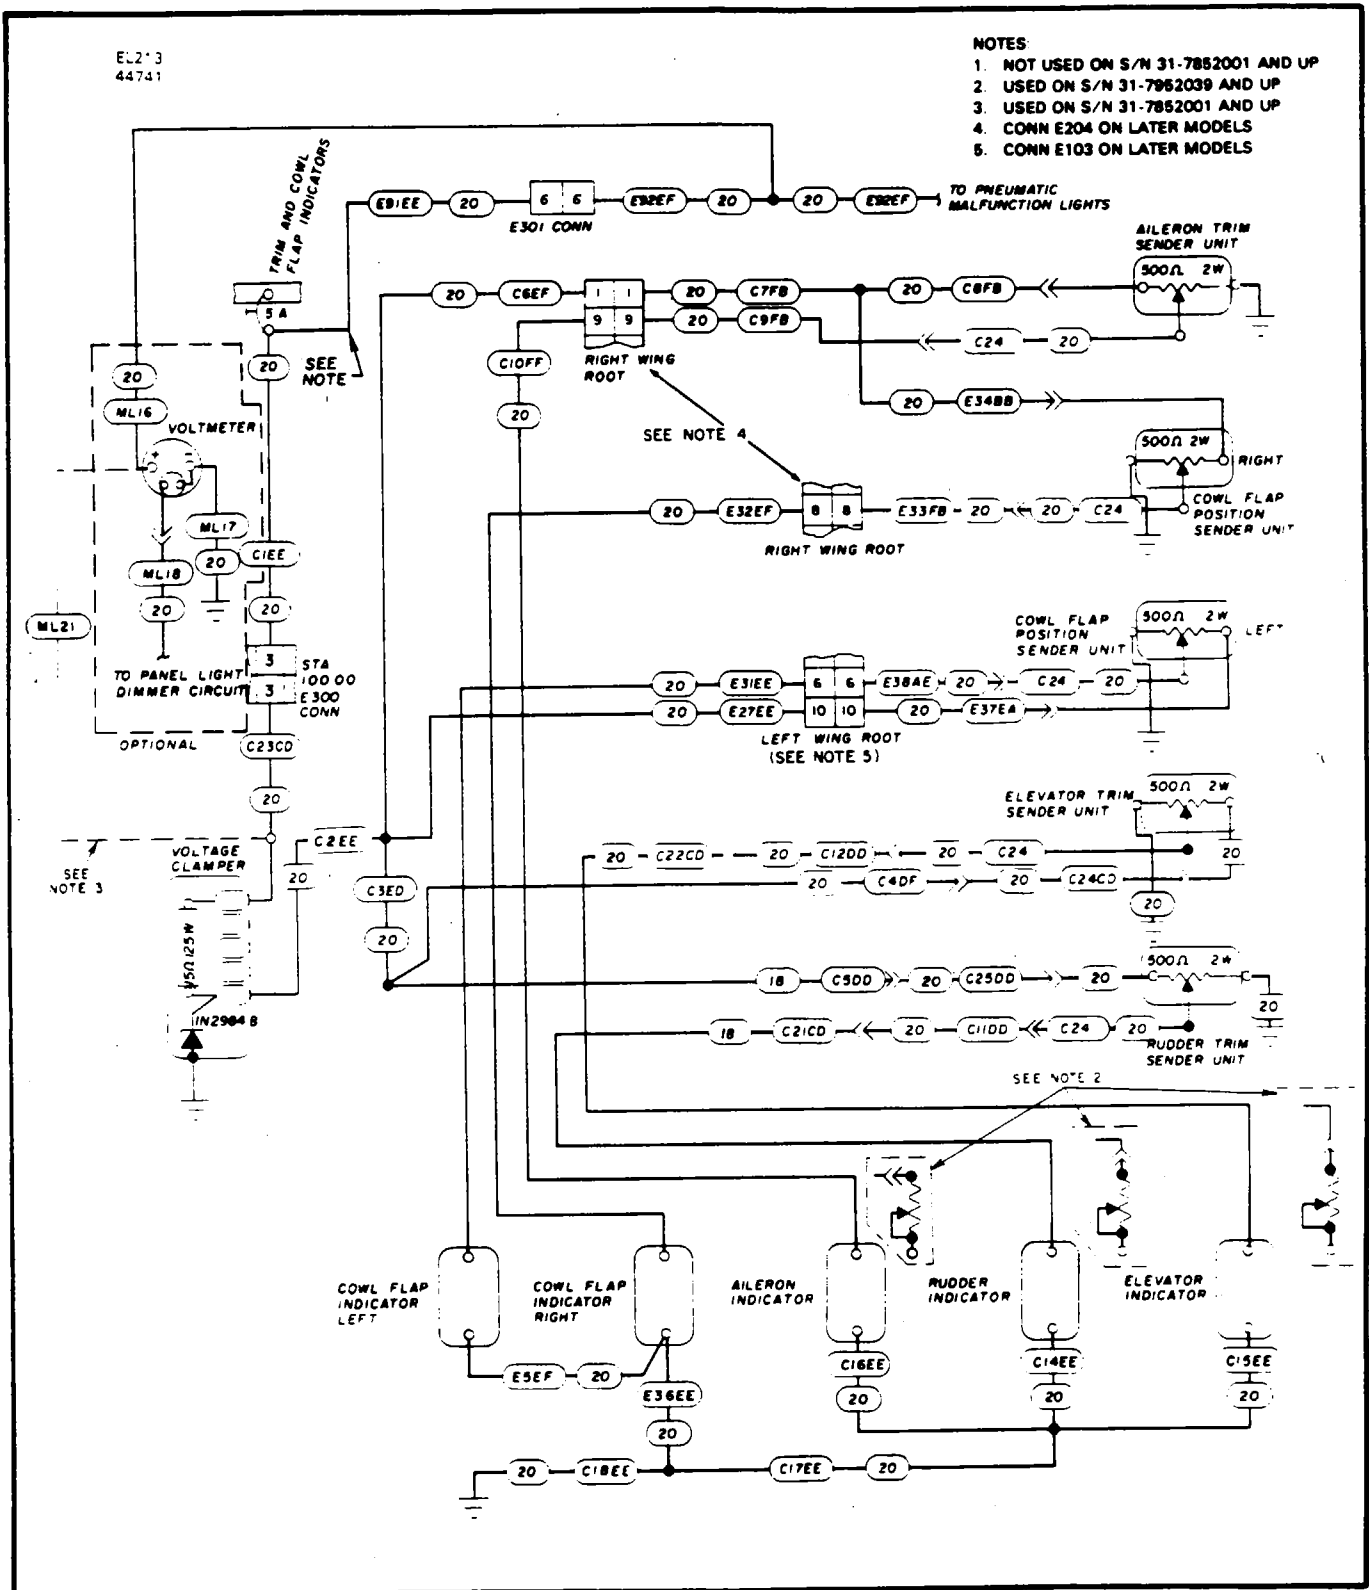 EL213
44741
NOTES
1. NOT USED ON S/N 31-7852001 AND UP
2. USED ON S/N 31-7952039 AND UP
3. USED ON S/N 31-7852001 AND UP
4. CONN E204 ON LATER MODELS
5. CONN E103 ON LATER MODELS
TRIM AND COWL
FLAP INDICATORS
5 A
E91EE 20 6 6 E92EF 20 20 E92EF
E301 CONN
TO PNEUMATIC
MALFUNCTION LIGHTS
AILERON TRIM
SENDER UNIT
500Ω 2W
20 C6EF 1 1 20 C7FB 20 C8FB
9 9 20 C9FB
C24 20
RIGHT WING
ROOT
C10FF
20
SEE
NOTE
20
20
ML16
VOLTMETER
+ –
20 E34BB
SEE NOTE 4
500Ω 2W
RIGHT
COWL FLAP
POSITION
SENDER UNIT
20 E32EF 8 8 E33FB 20 20 C24
RIGHT WING ROOT
ML17
20
C1EE
ML18
20
20
ML21
3
3
STA
100.00
E300
CONN
TO PANEL LIGHT
DIMMER CIRCUIT
OPTIONAL
COWL FLAP
POSITION
SENDER UNIT
500Ω 2W
LEFT
20 E31EE 6 6 E38AE 20 C24 20
20 E27EE 10 10 20 E37EA
LEFT WING ROOT
(SEE NOTE 5)
C23CD
20
ELEVATOR TRIM
SENDER UNIT
500Ω 2W
SEE
NOTE 3
VOLTAGE
CLAMPER
C2EE
20
20 C22CD 20 C12DD 20 C24
20
C3ED
20 C4DF 20 C24CD
20
20
15Ω 125W
1N2984B
500Ω 2W
18 C5DD 20 C25DD 20
20
18 C21CD 20 C11DD C24 20
RUDDER TRIM
SENDER UNIT
SEE NOTE 2
COWL FLAP
INDICATOR
LEFT
COWL FLAP
INDICATOR
RIGHT
AILERON
INDICATOR
RUDDER
INDICATOR
ELEVATOR
INDICATOR
E5EF 20
E36EE
20
C16EE
20
C14EE
20
C15EE
20
20 C18EE C17EE 20